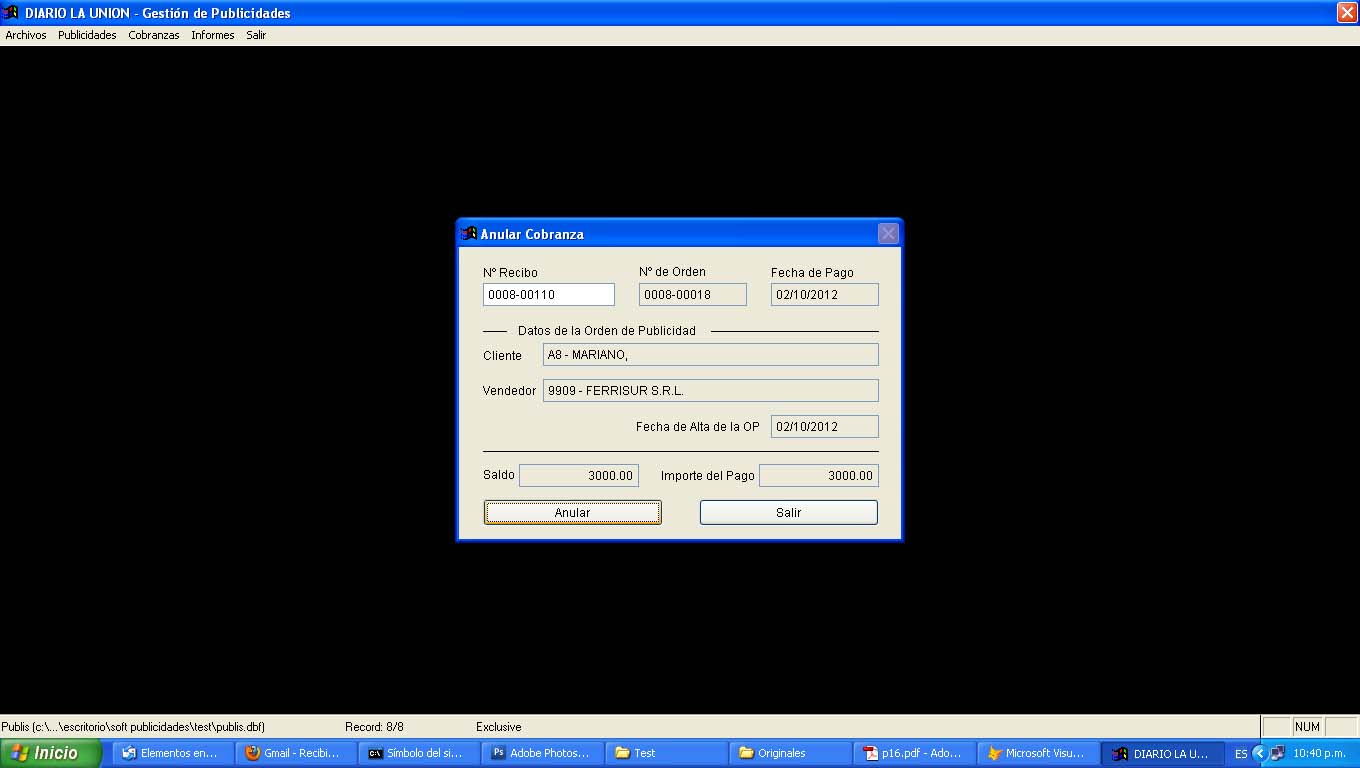 DIARIO LA UNION - Gestión de Publicidades
Archivos Publicidades Cobranzas Informes Salir
Anular Cobranza
Nº Recibo Nº de Orden Fecha de Pago
0008-00110 0008-00018 02/10/2012
Datos de la Orden de Publicidad
Cliente A8 - MARIANO,
Vendedor 9909 - FERRISUR S.R.L.
Fecha de Alta de la OP 02/10/2012
Saldo 3000.00 Importe del Pago 3000.00
Anular Salir
Publis (c:\...\escritorio\soft publicidades\test\publis.dbf) Record: 8/8 Exclusive NUM
Inicio Elementos en... Gmail - Recibi... Símbolo del si... Adobe Photos... Test Originales p16.pdf - Ado... Microsoft Visu... DIARIO LA U... ES 10:40 p.m.